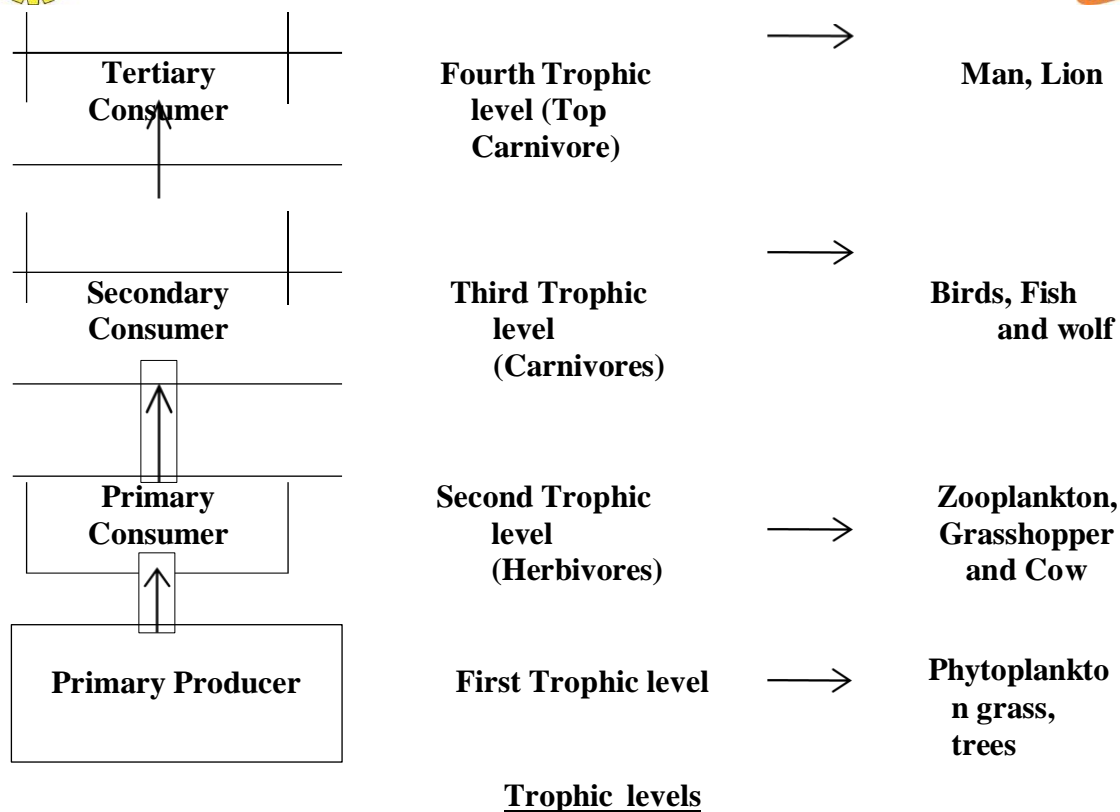 Tertiary
Consumer
Fourth Trophic
level (Top
Carnivore)
Man, Lion
Secondary
Consumer
Third Trophic
level
(Carnivores)
Birds, Fish
and wolf
Primary
Consumer
Second Trophic
level
(Herbivores)
Zooplankton,
Grasshopper
and Cow
Primary Producer
First Trophic level
Phytoplankto
n grass,
trees
Trophic levels